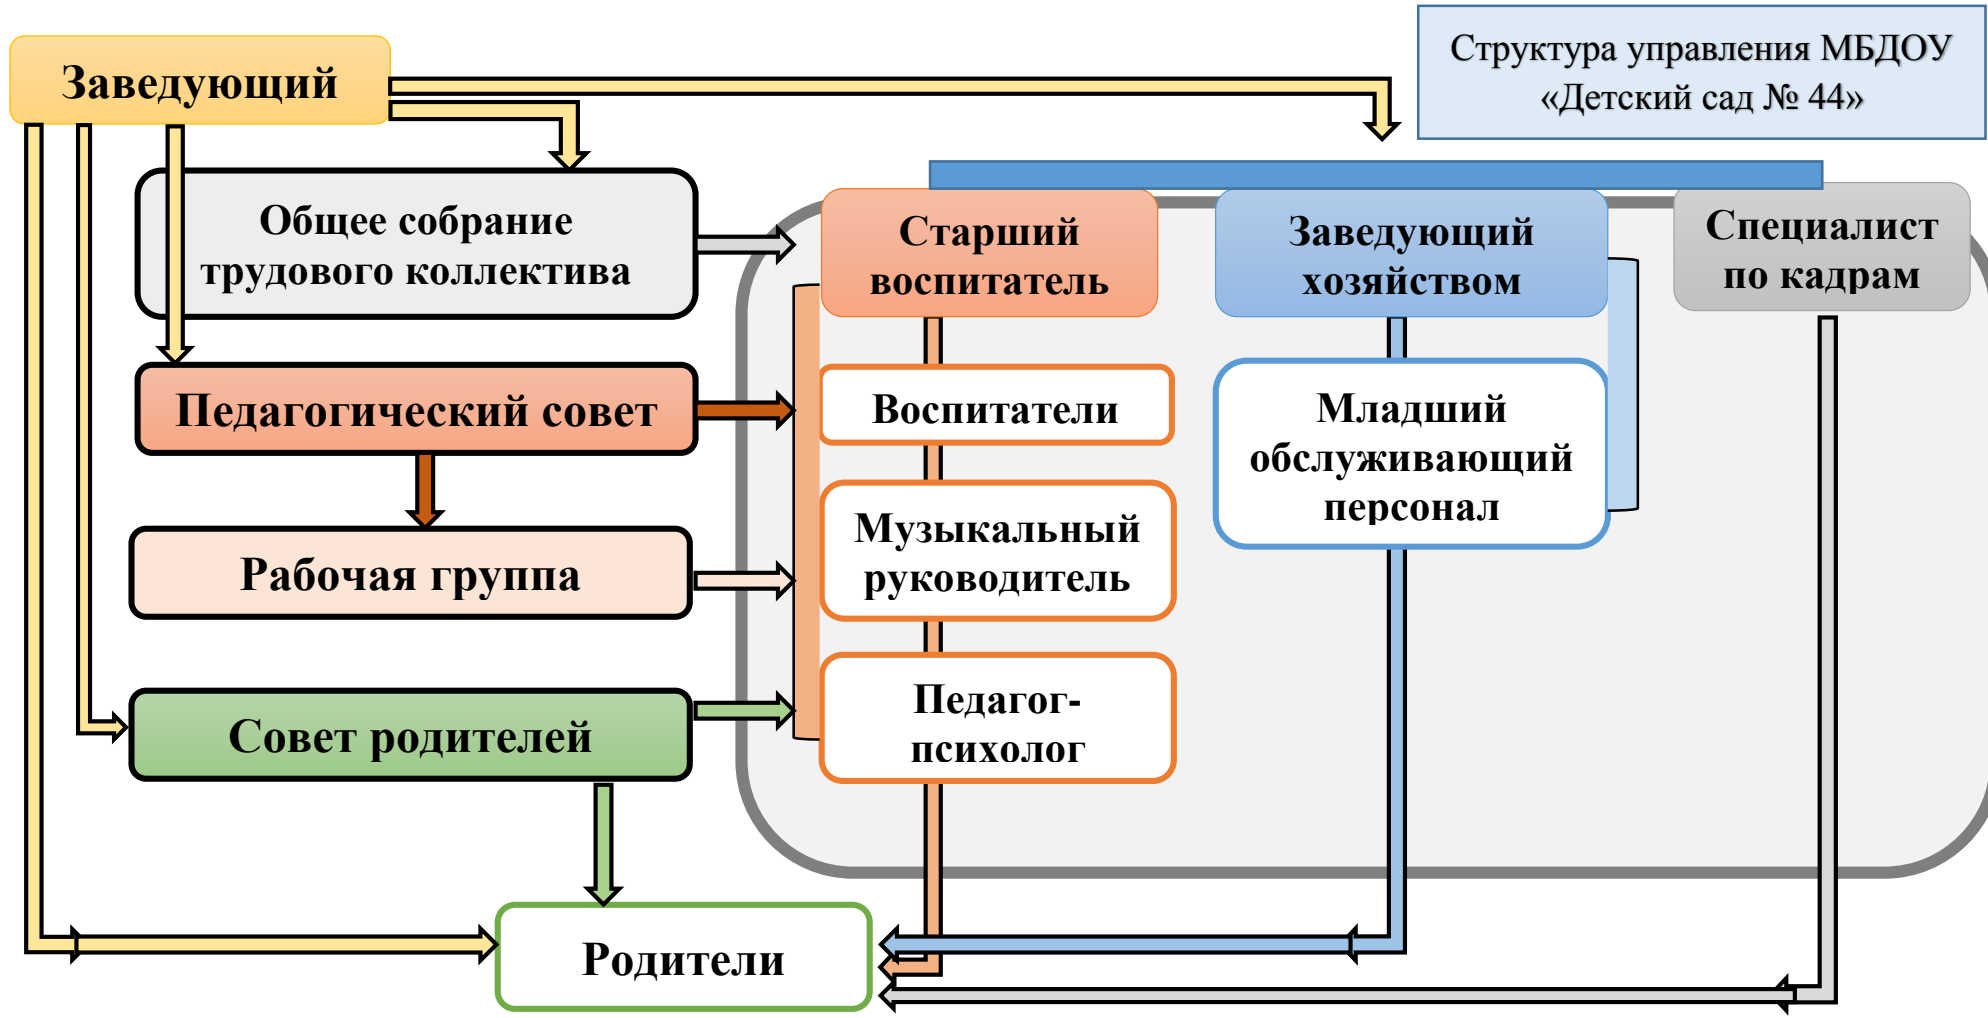 Структура управления МБДОУ
«Детский сад № 44»
Заведующий
Общее собрание
трудового коллектива
Старший
воспитатель
Заведующий
хозяйством
Специалист
по кадрам
Педагогический совет
Воспитатели
Младший
обслуживающий
персонал
Рабочая группа
Музыкальный
руководитель
Совет родителей
Педагог-
психолог
Родители